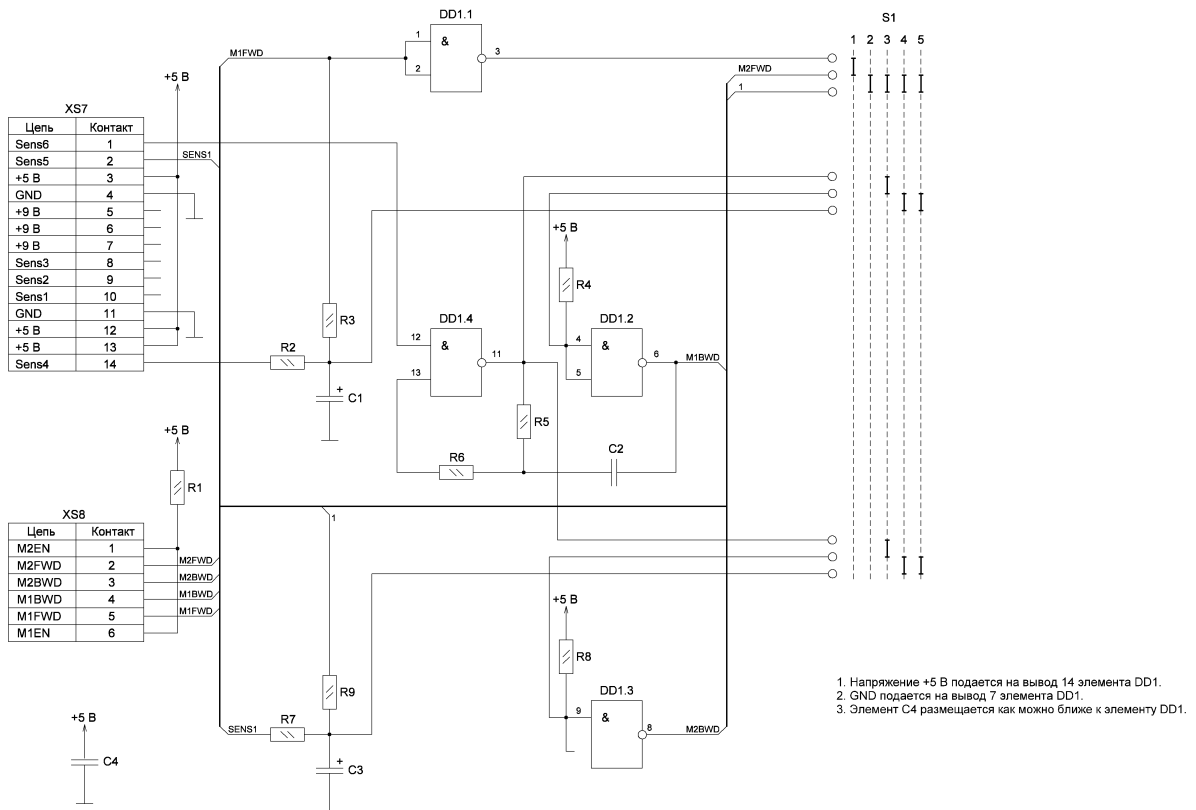 DD1.1
S1
1 2 3 4 5
1
&
3
2
M1FWD
M2FWD
1
+5 В
XS7
Цепь Контакт
Sens6 1
Sens5 2
+5 В 3
GND 4
+9 В 5
+9 В 6
+9 В 7
Sens3 8
Sens2 9
Sens1 10
GND 11
+5 В 12
+5 В 13
Sens4 14
SENS1
+5 В
R4
R3
R2
C1
DD1.4
12
&
11
13
DD1.2
4
&
6
5
M1BWD
R5
R6
C2
+5 В
R1
1
XS8
Цепь Контакт
M2EN 1
M2FWD 2
M2BWD 3
M1BWD 4
M1FWD 5
M1EN 6
M2FWD
M2BWD
M1BWD
M1FWD
+5 В
R8
R9
R7
SENS1
C3
DD1.3
9
&
8
M2BWD
+5 В
C4
1. Напряжение +5 В подается на вывод 14 элемента DD1.
2. GND подается на вывод 7 элемента DD1.
3. Элемент C4 размещается как можно ближе к элементу DD1.